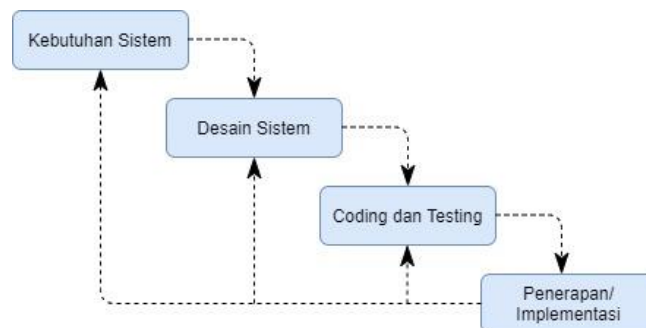 Kebutuhan Sistem
Desain Sistem
Coding dan Testing
Penerapan/
Implementasi